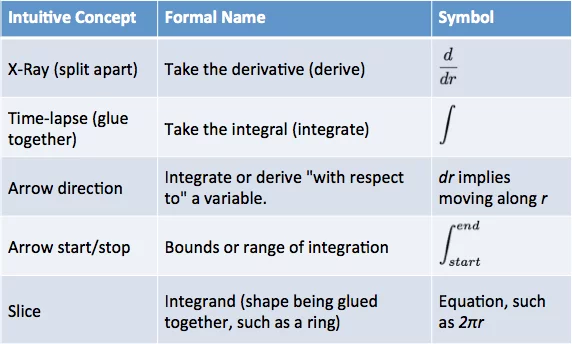 Intuitive Concept Formal Name Symbol
X-Ray (split apart) Take the derivative (derive) d/dr
Time-lapse (glue
together) Take the integral (integrate) ∫
Arrow direction Integrate or derive "with respect
to" a variable. dr implies
moving along r
Arrow start/stop Bounds or range of integration ∫ end start
Slice Integrand (shape being glued
together, such as a ring) Equation, such
as 2πr